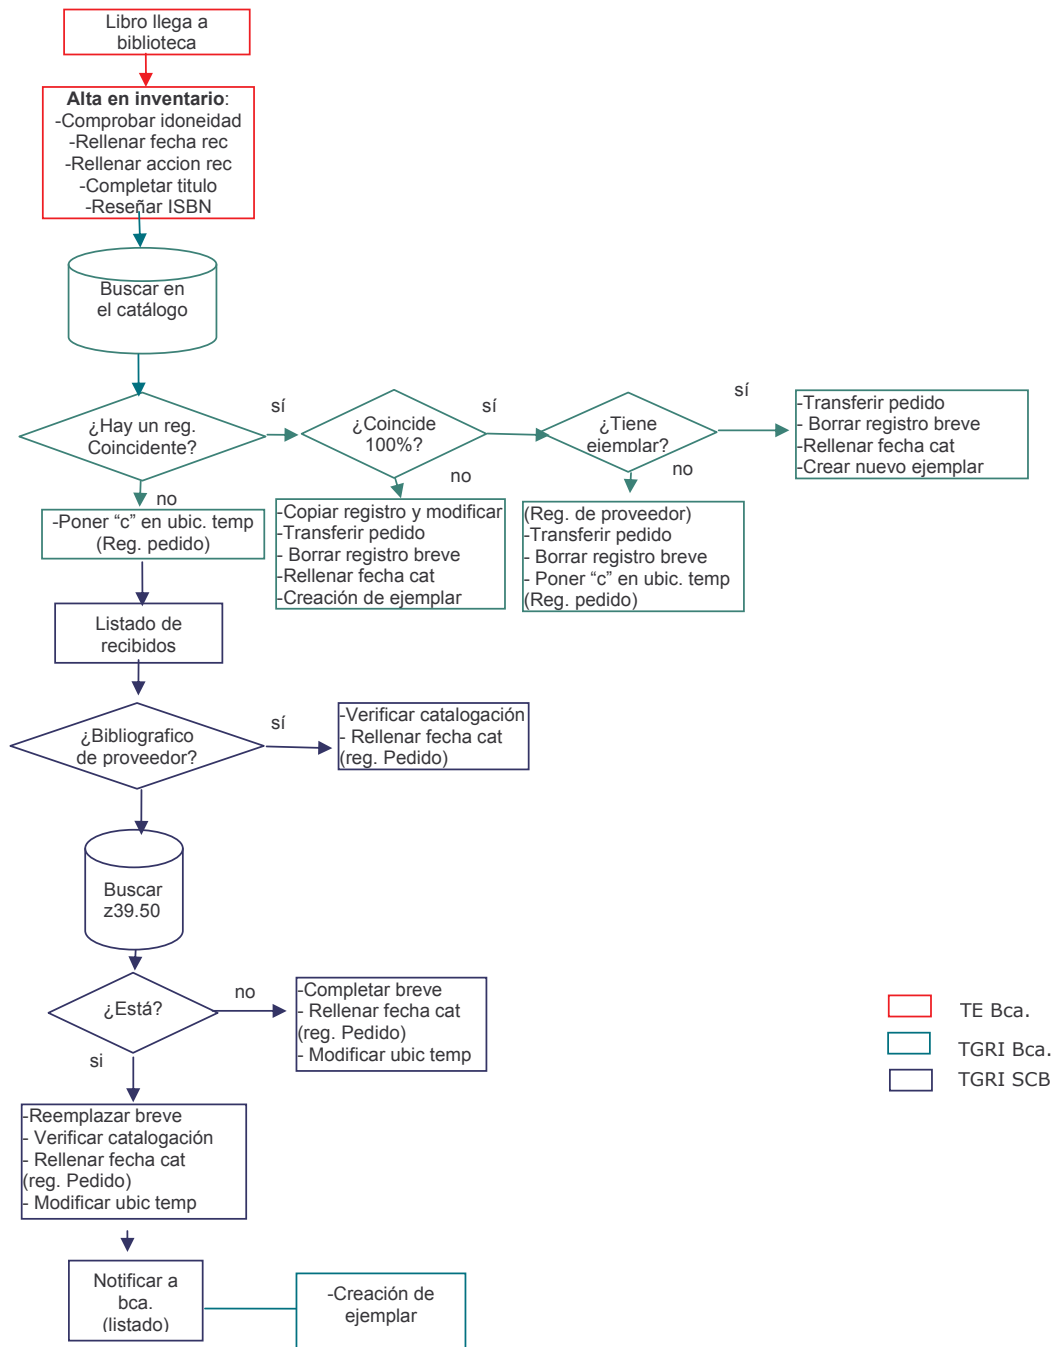 Libro llega a
biblioteca
Alta en inventario:
-Comprobar idoneidad
-Rellenar fecha rec
-Rellenar accion rec
-Completar titulo
-Reseñar ISBN
Buscar en
el catálogo
¿Hay un reg.
Coincidente?
sí
¿Coincide
100%?
sí
¿Tiene
ejemplar?
sí
-Transferir pedido
- Borrar registro breve
-Rellenar fecha cat
-Crear nuevo ejemplar
no
no
no
-Poner “c” en ubic. temp
(Reg. pedido)
-Copiar registro y modificar
-Transferir pedido
- Borrar registro breve
-Rellenar fecha cat
-Creación de ejemplar
(Reg. de proveedor)
-Transferir pedido
- Borrar registro breve
- Poner “c” en ubic. temp
(Reg. pedido)
Listado de
recibidos
¿Bibliografico
de proveedor?
sí
-Verificar catalogación
- Rellenar fecha cat
(reg. Pedido)
Buscar
z39.50
¿Está?
no
-Completar breve
- Rellenar fecha cat
(reg. Pedido)
- Modificar ubic temp
si
-Reemplazar breve
- Verificar catalogación
- Rellenar fecha cat
(reg. Pedido)
- Modificar ubic temp
Notificar a
bca.
(listado)
-Creación de
ejemplar
TE Bca.
TGRI Bca.
TGRI SCB